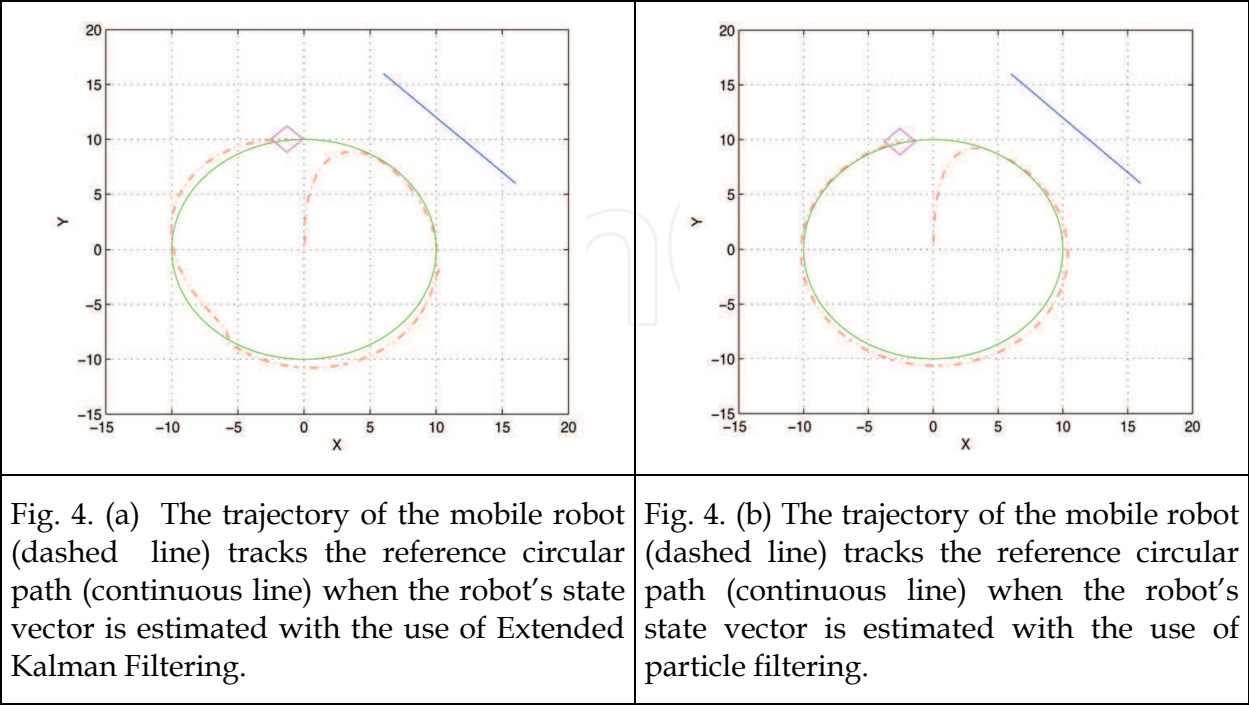 20
15
10
5
0
−5
−10
−15
−15 −10 −5 0 5 10 15 20
X
Y
20
15
10
5
0
−5
−10
−15
−15 −10 −5 0 5 10 15 20
X
Y
Fig. 4. (a) The trajectory of the mobile robot
(dashed line) tracks the reference circular
path (continuous line) when the robot’s state
vector is estimated with the use of Extended
Kalman Filtering.
Fig. 4. (b) The trajectory of the mobile robot
(dashed line) tracks the reference circular
path (continuous line) when the robot’s
state vector is estimated with the use of
particle filtering.